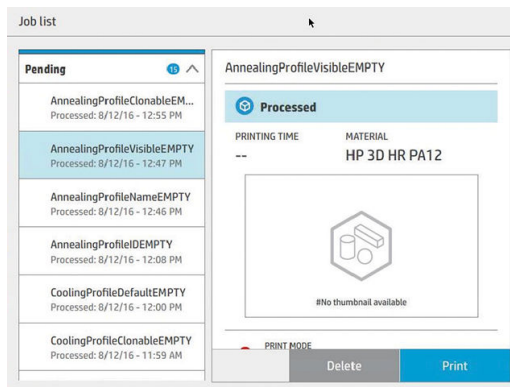 Job list
Pending 15
AnnealingProfileClonableEM...
Processed: 8/12/16 - 12:55 PM
AnnealingProfileVisibleEMPTY
Processed: 8/12/16 - 12:47 PM
AnnealingProfileNameEMPTY
Processed: 8/12/16 - 12:46 PM
AnnealingProfileIDEMPTY
Processed: 8/12/16 - 12:08 PM
CoolingProfileDefaultEMPTY
Processed: 8/12/16 - 12:00 PM
CoolingProfileClonableEMPTY
Processed: 8/12/16 - 11:59 AM
AnnealingProfileVisibleEMPTY
Processed
PRINTING TIME MATERIAL
-- HP 3D HR PA12
#No thumbnail available
PRINT MODE
Delete Print